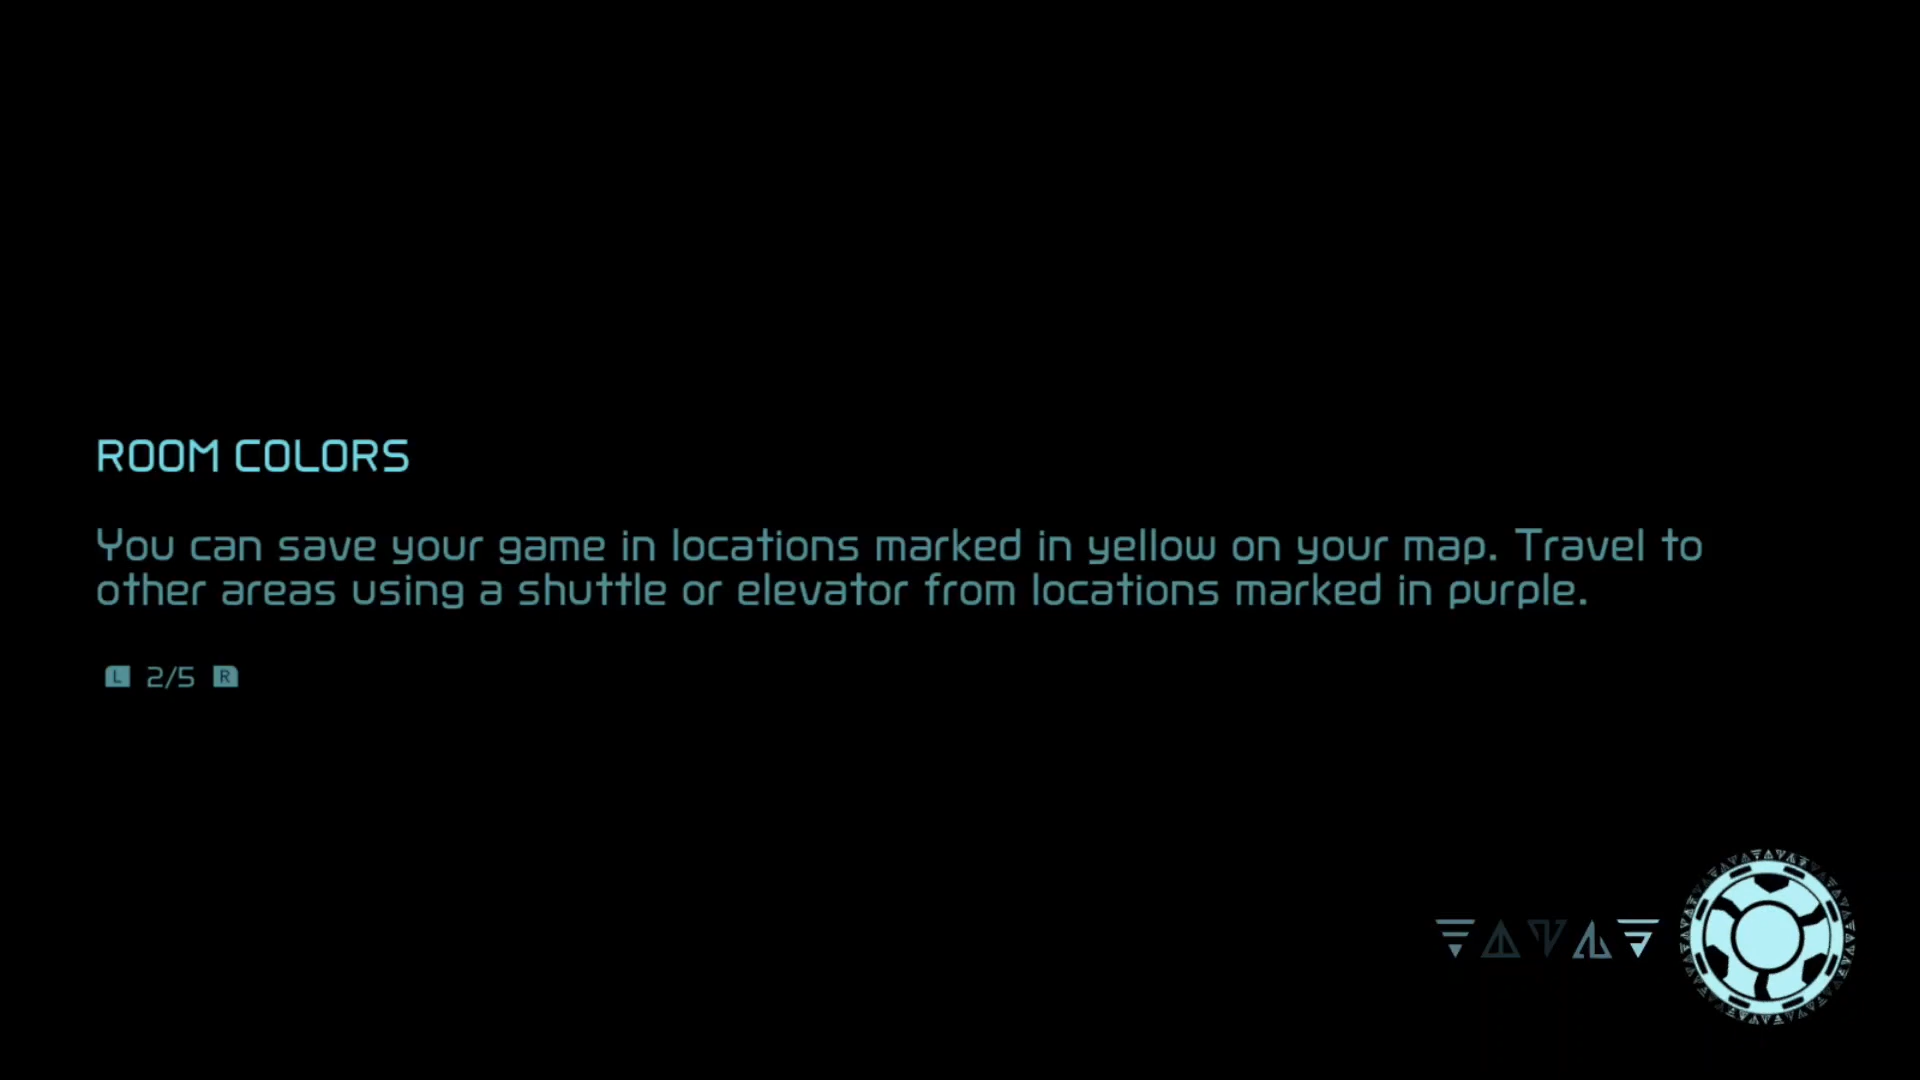 ROOM COLORS
You can save your game in locations marked in yellow on your map. Travel to
other areas using a shuttle or elevator from locations marked in purple.
L 2/5 R